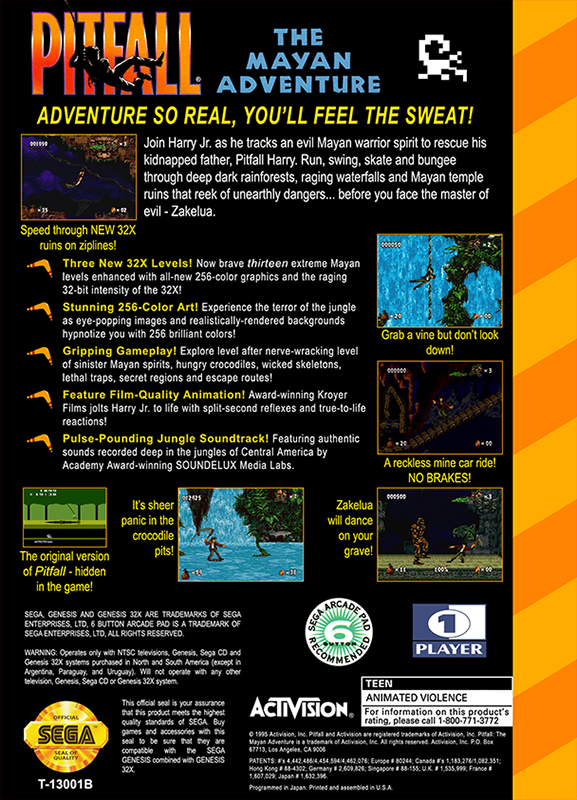 PITFALL®
THE
MAYAN
ADVENTURE
ADVENTURE SO REAL, YOU'LL FEEL THE SWEAT!
Join Harry Jr. as he tracks an evil Mayan warrior spirit to rescue his
kidnapped father, Pitfall Harry. Run, swing, skate and bungee
through deep dark rainforests, raging waterfalls and Mayan temple
ruins that reek of unearthly dangers... before you face the master of
evil - Zakelua.
Speed through NEW 32X
ruins on ziplines!
Three New 32X Levels! Now brave thirteen extreme Mayan
levels enhanced with all-new 256-color graphics and the raging
32-bit intensity of the 32X!
Stunning 256-Color Art! Experience the terror of the jungle
as eye-popping images and realistically-rendered backgrounds
hypnotize you with 256 brilliant colors!
Gripping Gameplay! Explore level after nerve-wracking level
of sinister Mayan spirits, hungry crocodiles, wicked skeletons,
lethal traps, secret regions and escape routes!
Feature Film-Quality Animation! Award-winning Kroyer
Films jolts Harry Jr. to life with split-second reflexes and true-to-life
reactions!
Pulse-Pounding Jungle Soundtrack! Featuring authentic
sounds recorded deep in the jungles of Central America by
Academy Award-winning SOUNDELUX Media Labs.
Grab a vine but don't look
down!
A reckless mine car ride!
NO BRAKES!
The original version
of Pitfall - hidden
in the game!
It's sheer
panic in the
crocodile
pits!
Zakelua
will dance
on your
grave!
SEGA, GENESIS AND GENESIS 32X ARE TRADEMARKS OF SEGA
ENTERPRISES, LTD, 6 BUTTON ARCADE PAD IS A TRADEMARK OF
SEGA ENTERPRISES, LTD, ALL RIGHTS RESERVED.
WARNING: Operates only with NTSC televisions, Genesis, Sega CD and
Genesis 32X systems purchased in North and South America (except in
Argentina, Paraguay, and Uruguay). Will not operate with any other
television, Genesis, Sega CD or Genesis 32X system.
SEGA ARCADE PAD
6
BUTTON
RECOMMENDED
1
PLAYER
TEEN
ANIMATED VIOLENCE
For information on this product's
rating, please call 1-800-771-3772
OFFICIAL
SEGA
SEAL OF
QUALITY
T-13001B
This official seal is your assurance
that this product meets the highest
quality standards of SEGA. Buy
games and accessories with this
seal to be sure that they are
compatible with the SEGA
GENESIS combined with GENESIS
32X.
ACTIVISION®
© 1995 Activision, Inc. Pitfall and Activision are registered trademarks of Activision, Inc. Pitfall: The
Mayan Adventure is a trademark of Activision, Inc. All rights reserved. Activision, Inc. P.O. Box
67713, Los Angeles, CA 9006
PATENTS: #'s 4,442,486/4,454,594/4,462,076; Europe # 80244; Canada #'s 1,183,276/1,082,351;
Hong Kong # 88-4302; Germany # 2,609,826; Singapore # 88-155; U.K. # 1,535,999; France #
1,607,029; Japan # 1,632,396.
Programmed in Japan. Printed and assembled in U.S.A.